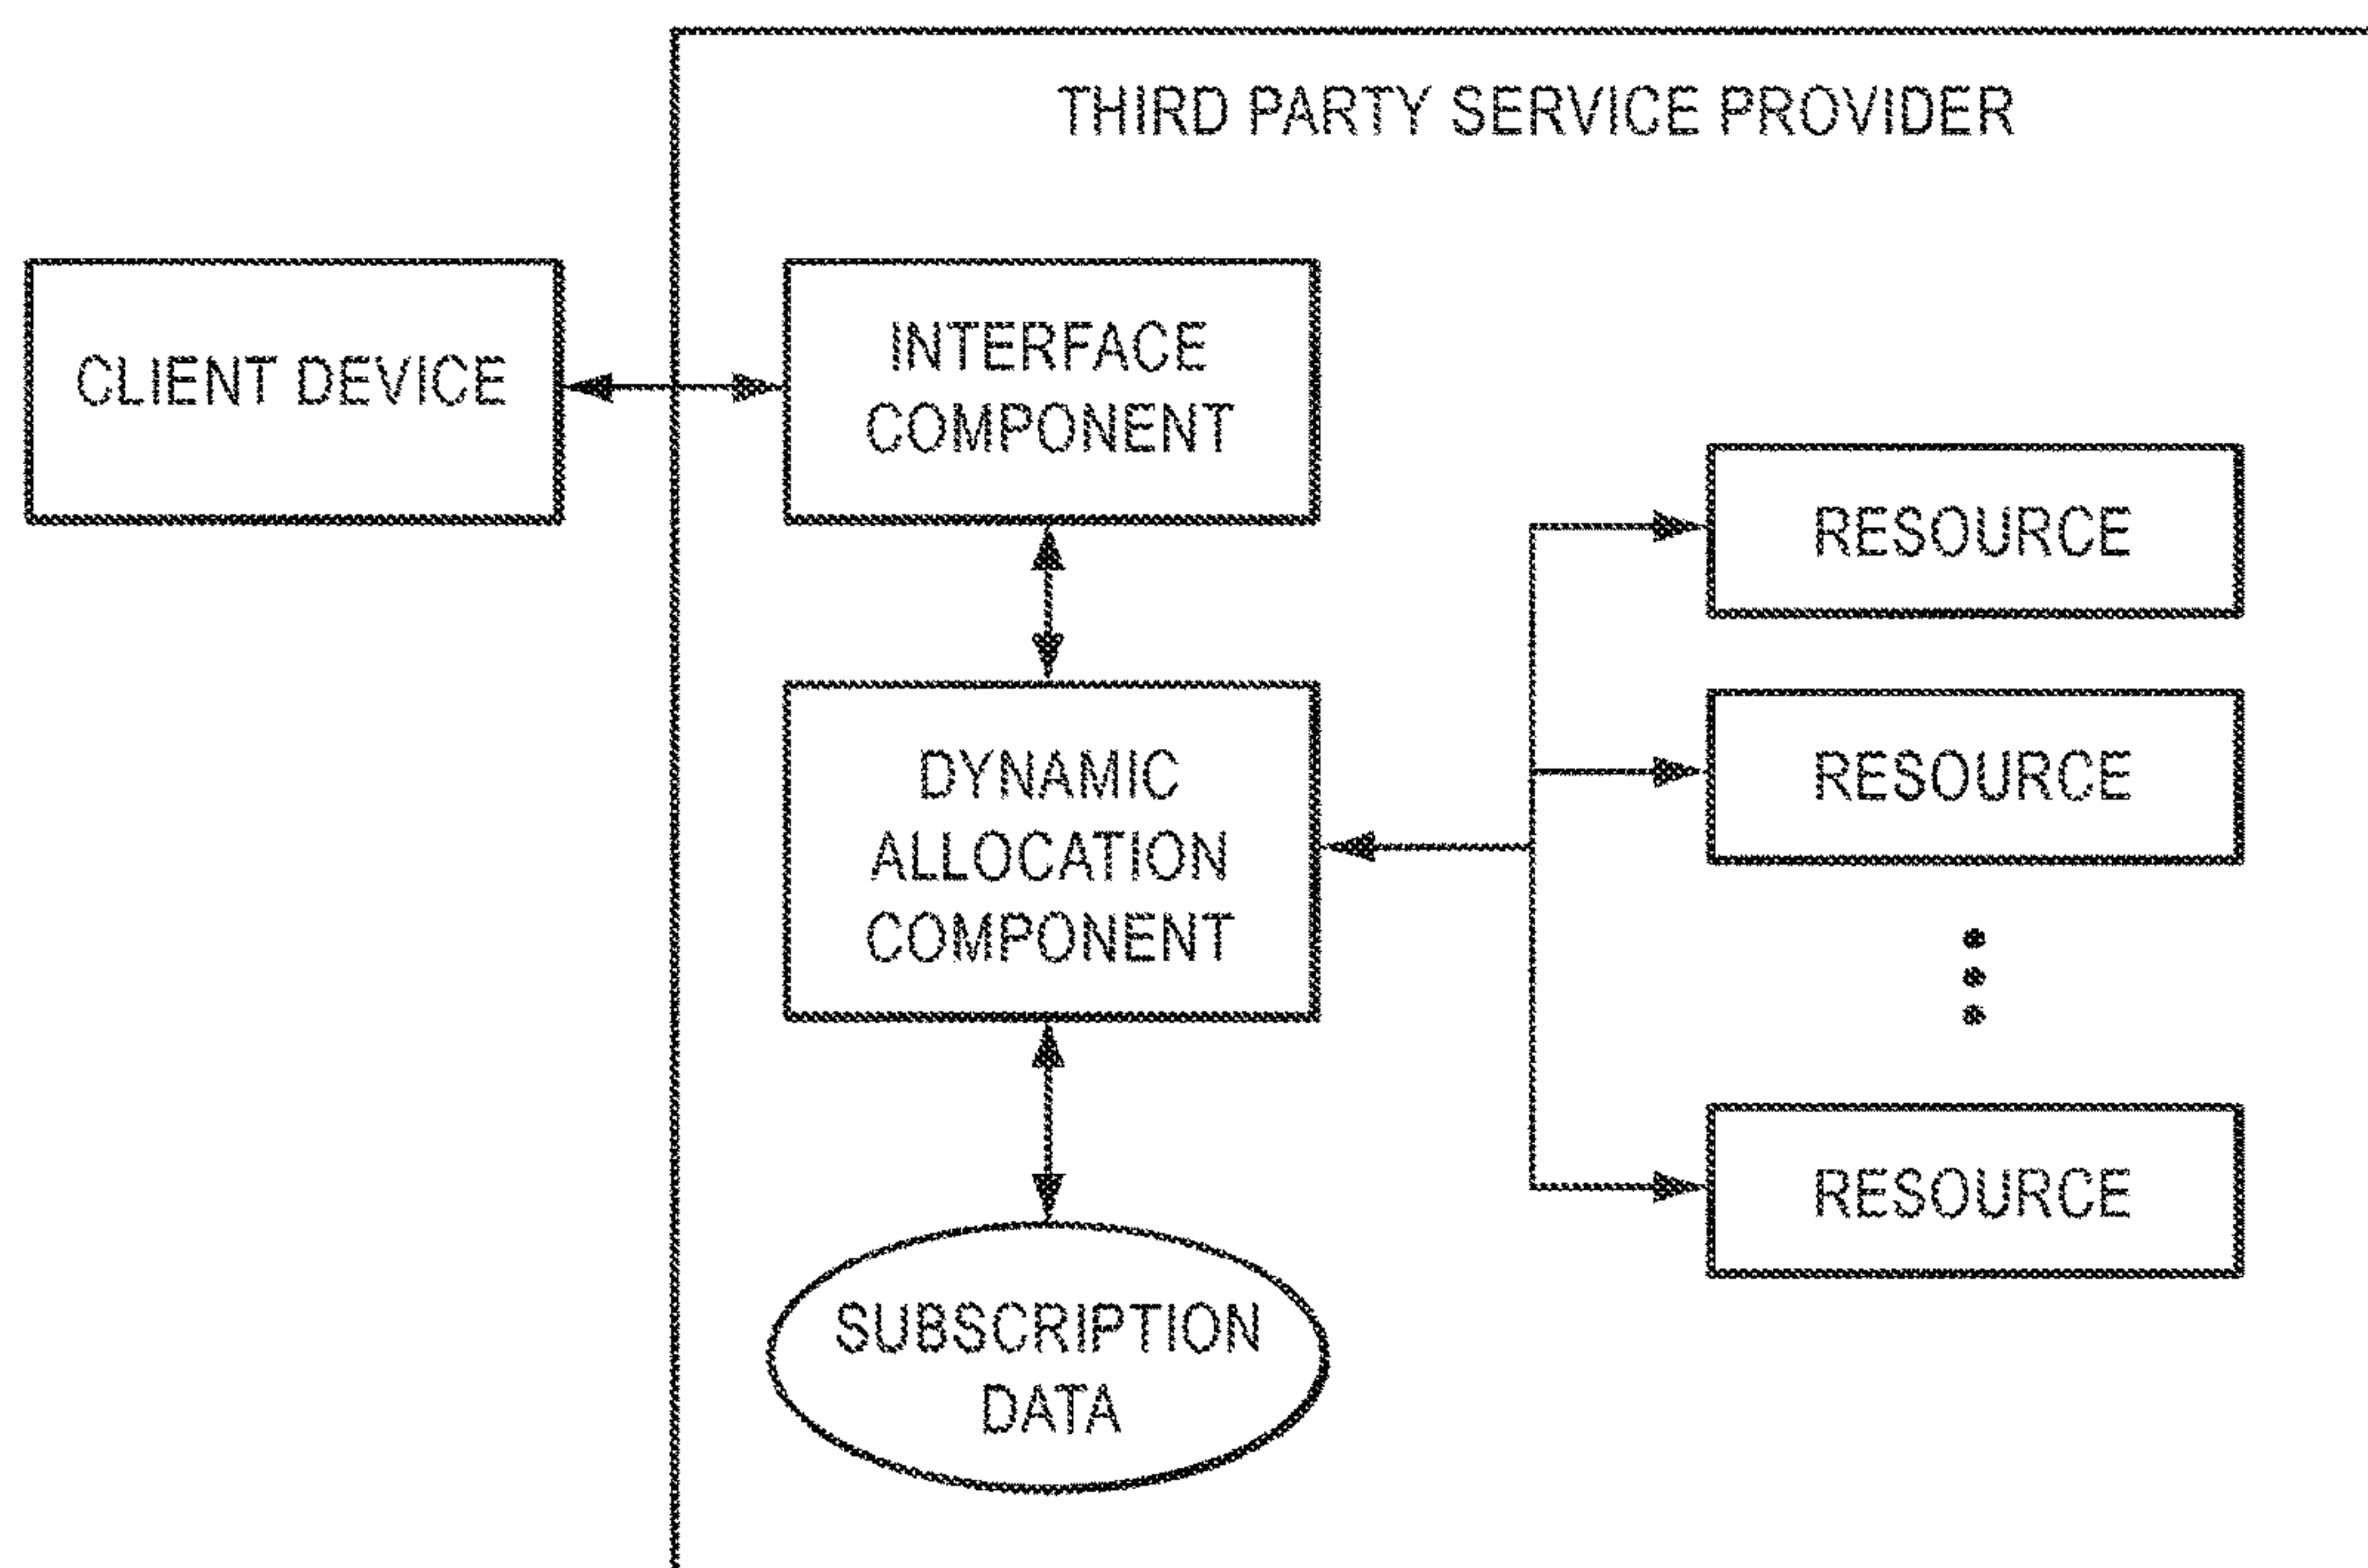 THIRD PARTY SERVICE PROVIDER
CLIENT DEVICE
INTERFACE
COMPONENT
RESOURCE
DYNAMIC
ALLOCATION
COMPONENT
RESOURCE
RESOURCE
SUBSCRIPTION
DATA